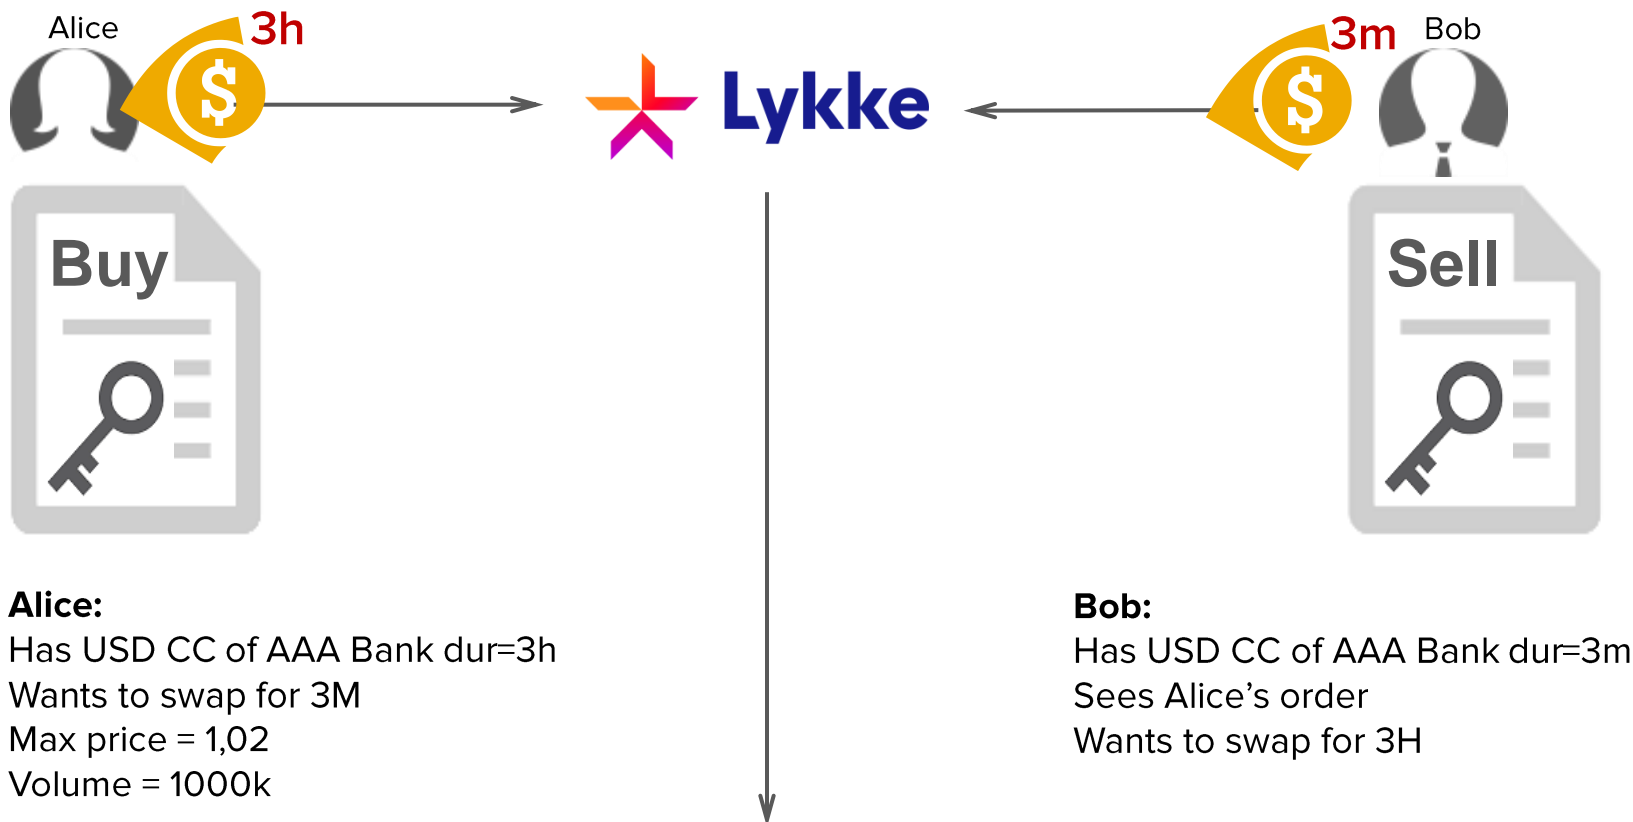 Alice
3h
$
Lykke
3m
$
Bob
Buy
Sell
Alice:
Has USD CC of AAA Bank dur=3h
Wants to swap for 3M
Max price = 1,02
Volume = 1000k
Bob:
Has USD CC of AAA Bank dur=3m
Sees Alice’s order
Wants to swap for 3H